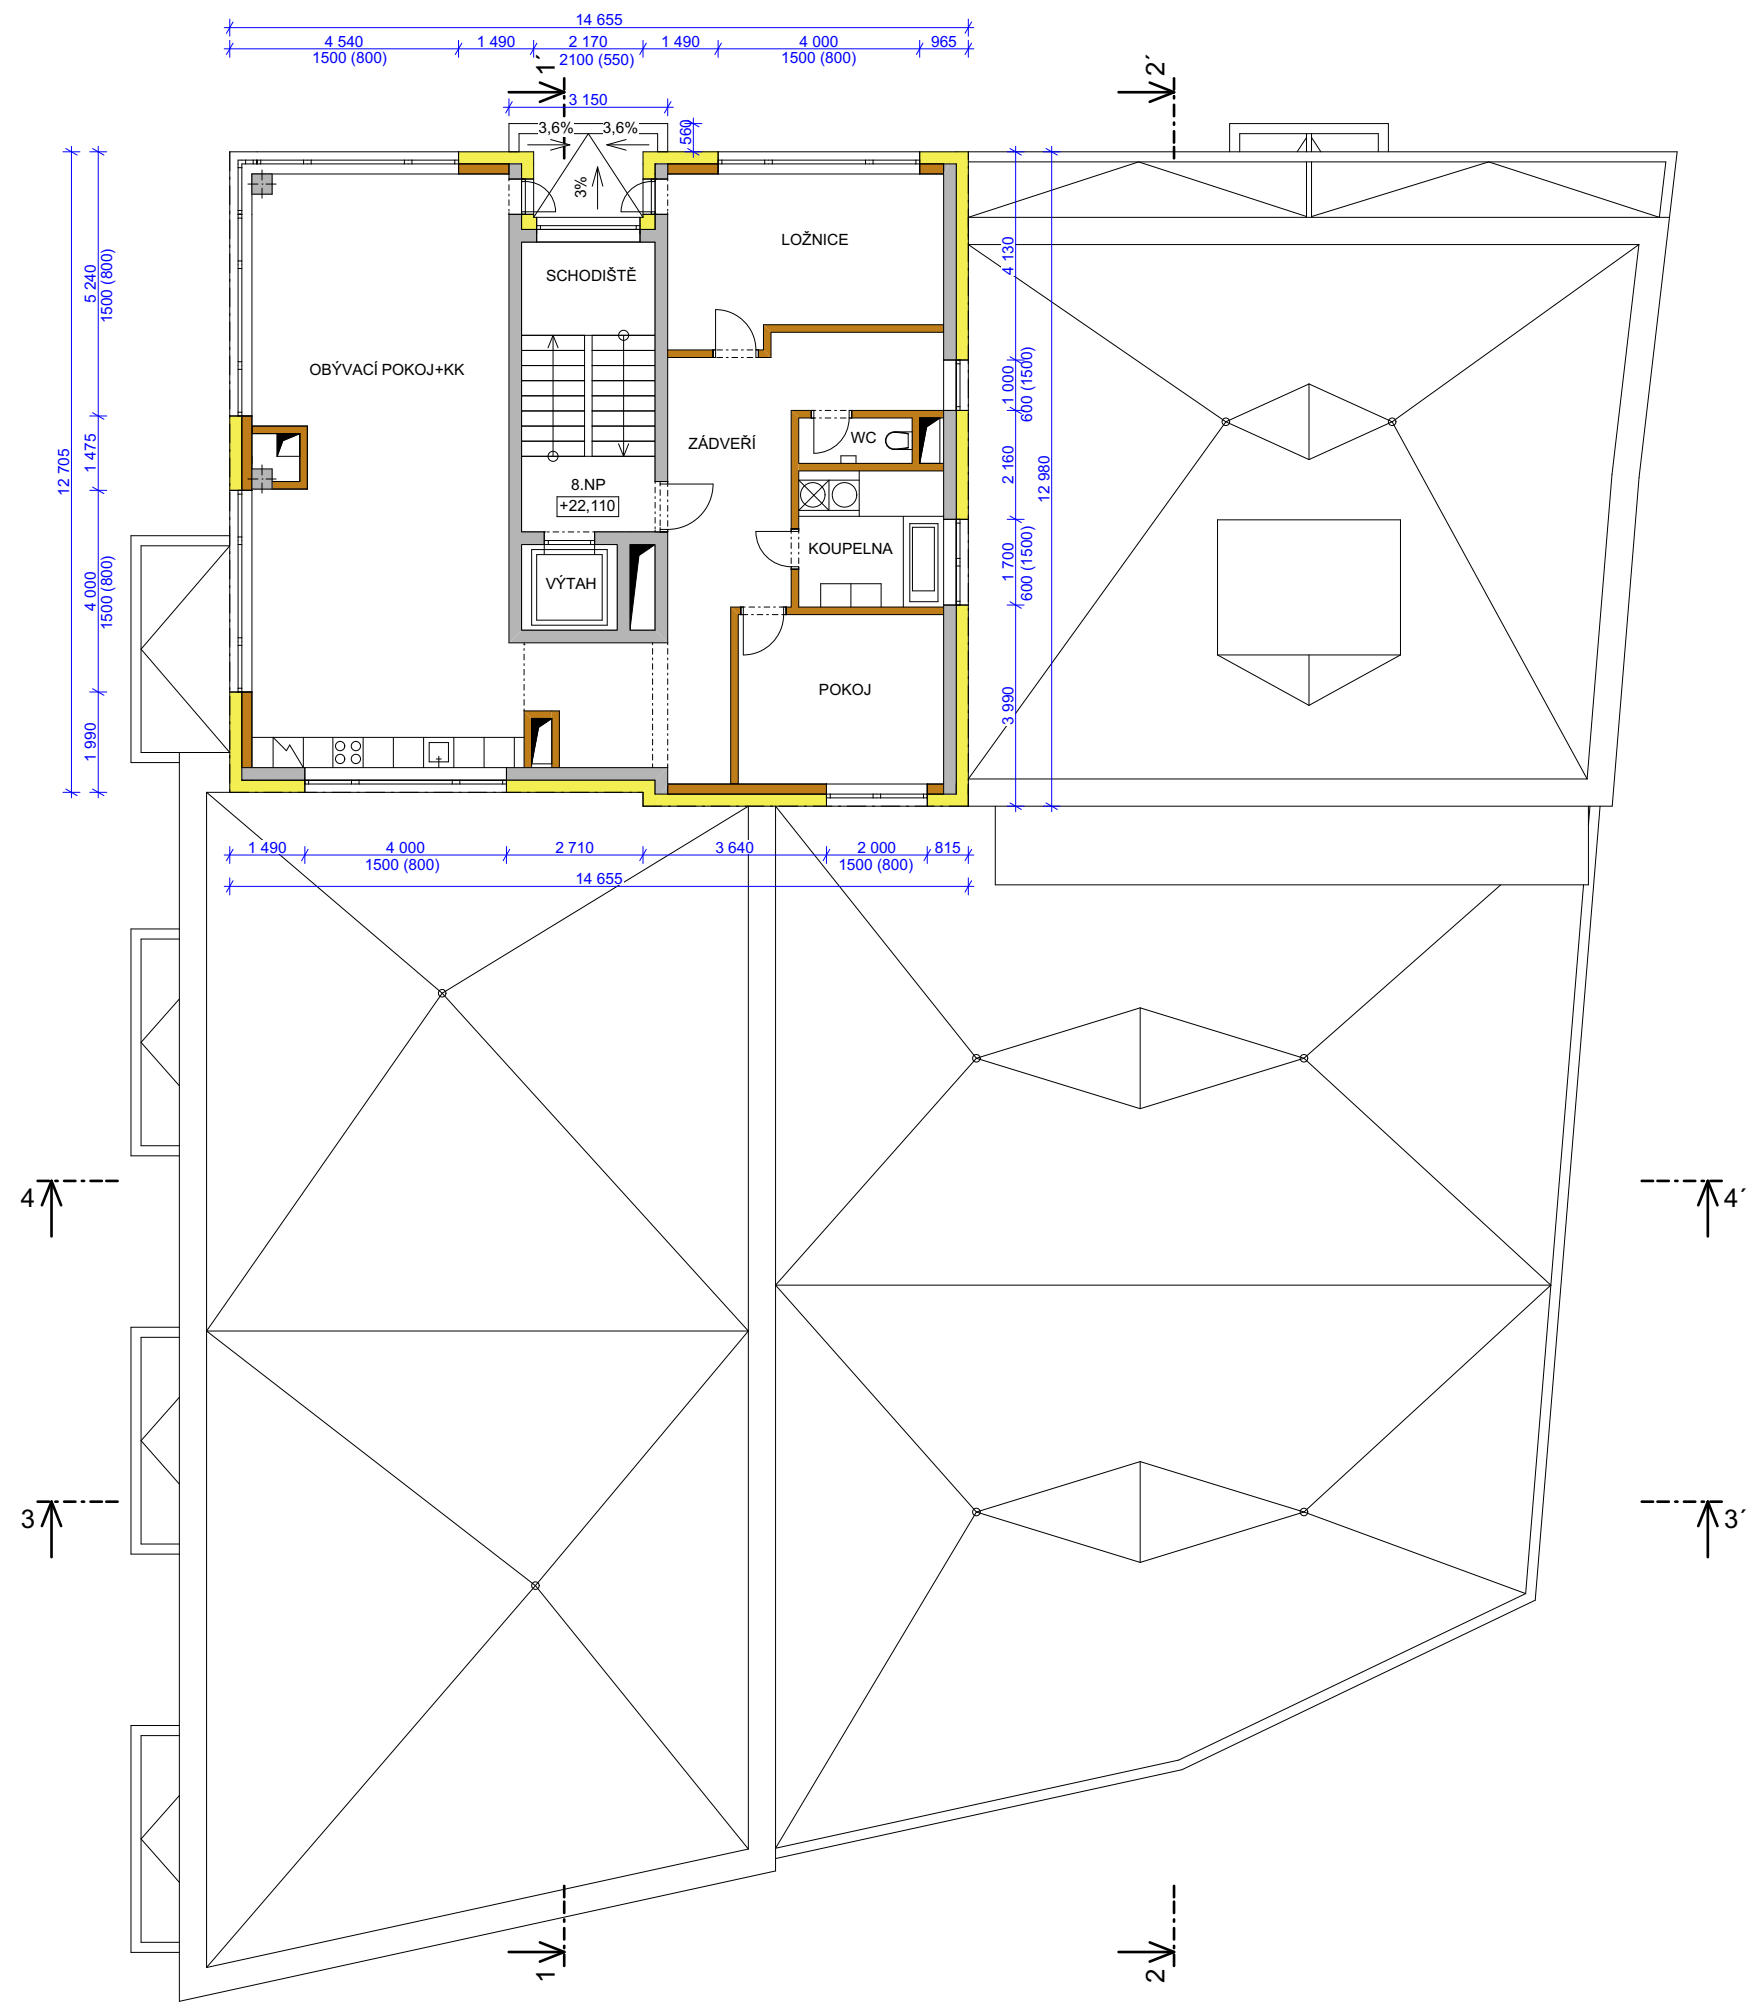 14 655
4 540 1 490 2 170 1 490 4 000 965
1500 (800) 2100 (550) 1500 (800)
1´ 2´
3 150
3,6% 3,6% 560
3%
LOŽNICE
SCHODIŠTĚ
4 130
5 240
1500 (800)
OBÝVACÍ POKOJ+KK
1 000
600 (1500)
ZÁDVEŘÍ WC
1 475
12 705
2 160
12 980
8.NP
+22,110
KOUPELNA
VÝTAH
4 000
1500 (800)
1 700
600 (1500)
POKOJ
1 990
3 990
1 490 4 000 2 710 3 640 2 000 815
1500 (800) 1500 (800)
14 655
4 4´
3 3´
1 2